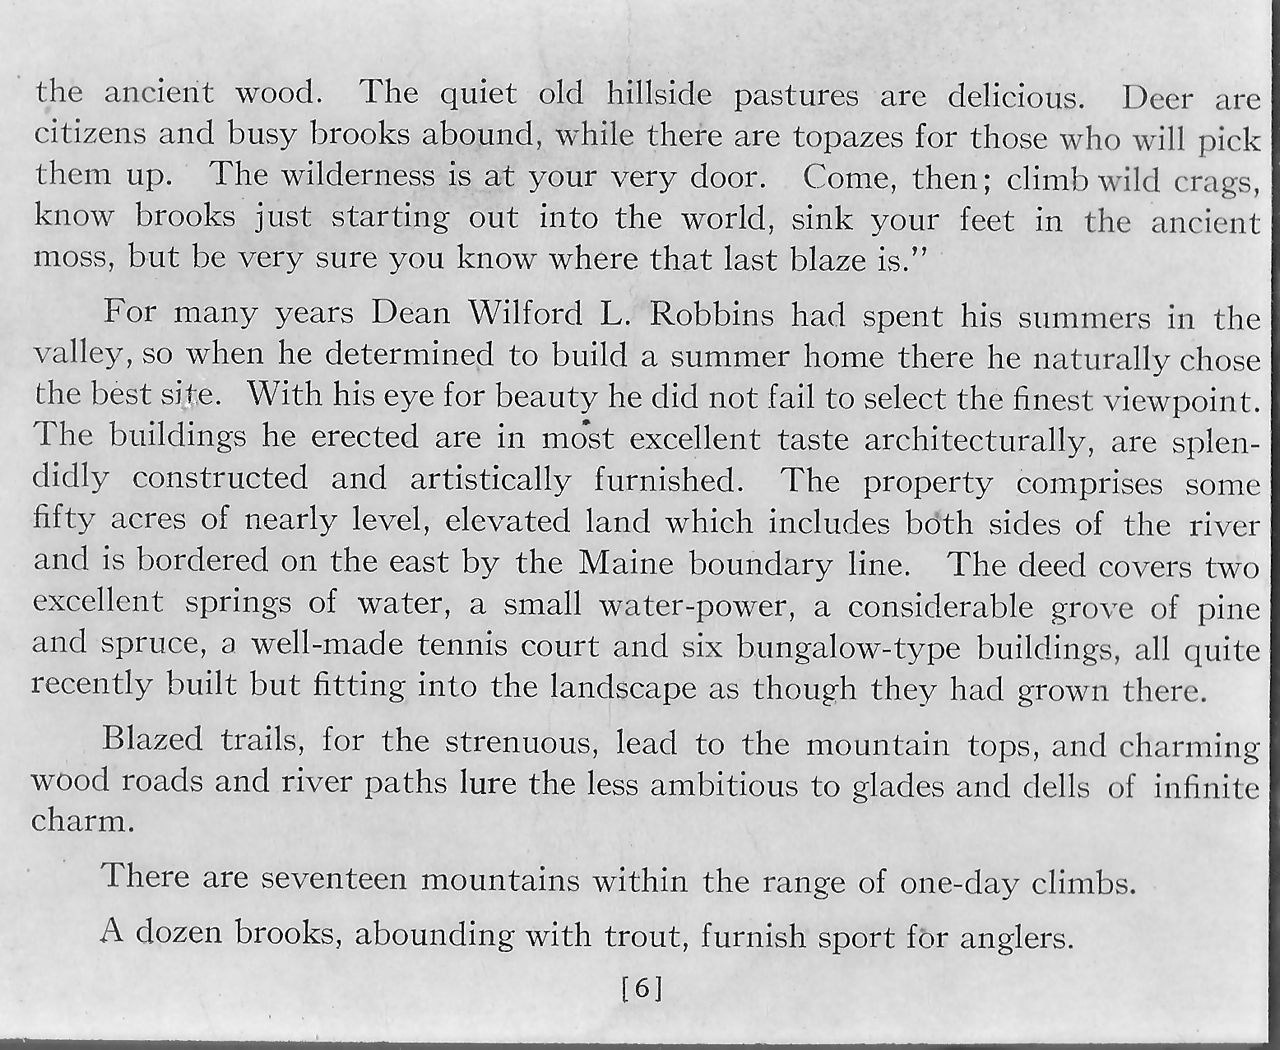 the ancient wood. The quiet old hillside pastures are delicious. Deer are
citizens and busy brooks abound, while there are topazes for those who will pick
them up. The wilderness is at your very door. Come, then; climb wild crags,
know brooks just starting out into the world, sink your feet in the ancient
moss, but be very sure you know where that last blaze is.”
For many years Dean Wilford L. Robbins had spent his summers in the
valley, so when he determined to build a summer home there he naturally chose
the best site. With his eye for beauty he did not fail to select the finest viewpoint.
The buildings he erected are in most excellent taste architecturally, are splen-
didly constructed and artistically furnished. The property comprises some
fifty acres of nearly level, elevated land which includes both sides of the river
and is bordered on the east by the Maine boundary line. The deed covers two
excellent springs of water, a small water-power, a considerable grove of pine
and spruce, a well-made tennis court and six bungalow-type buildings, all quite
recently built but fitting into the landscape as though they had grown there.
Blazed trails, for the strenuous, lead to the mountain tops, and charming
wood roads and river paths lure the less ambitious to glades and dells of infinite
charm.
There are seventeen mountains within the range of one-day climbs.
A dozen brooks, abounding with trout, furnish sport for anglers.
[6]